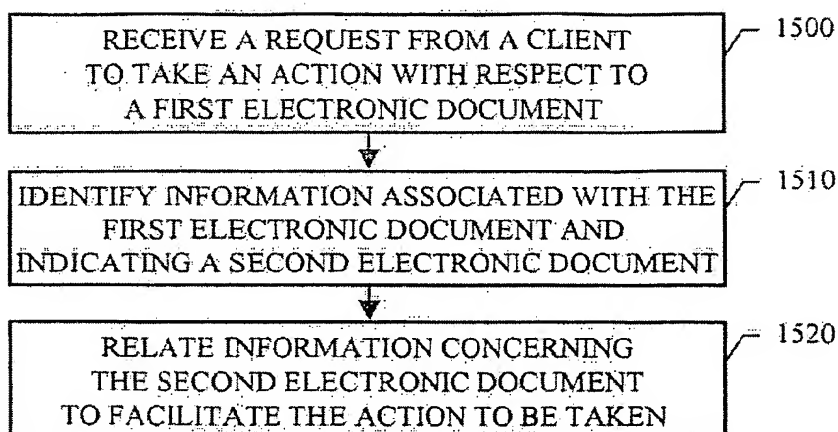 RECEIVE A REQUEST FROM A CLIENT
TO TAKE AN ACTION WITH RESPECT TO
A FIRST ELECTRONIC DOCUMENT
1500
IDENTIFY INFORMATION ASSOCIATED WITH THE
FIRST ELECTRONIC DOCUMENT AND
INDICATING A SECOND ELECTRONIC DOCUMENT
1510
RELATE INFORMATION CONCERNING
THE SECOND ELECTRONIC DOCUMENT
TO FACILITATE THE ACTION TO BE TAKEN
1520